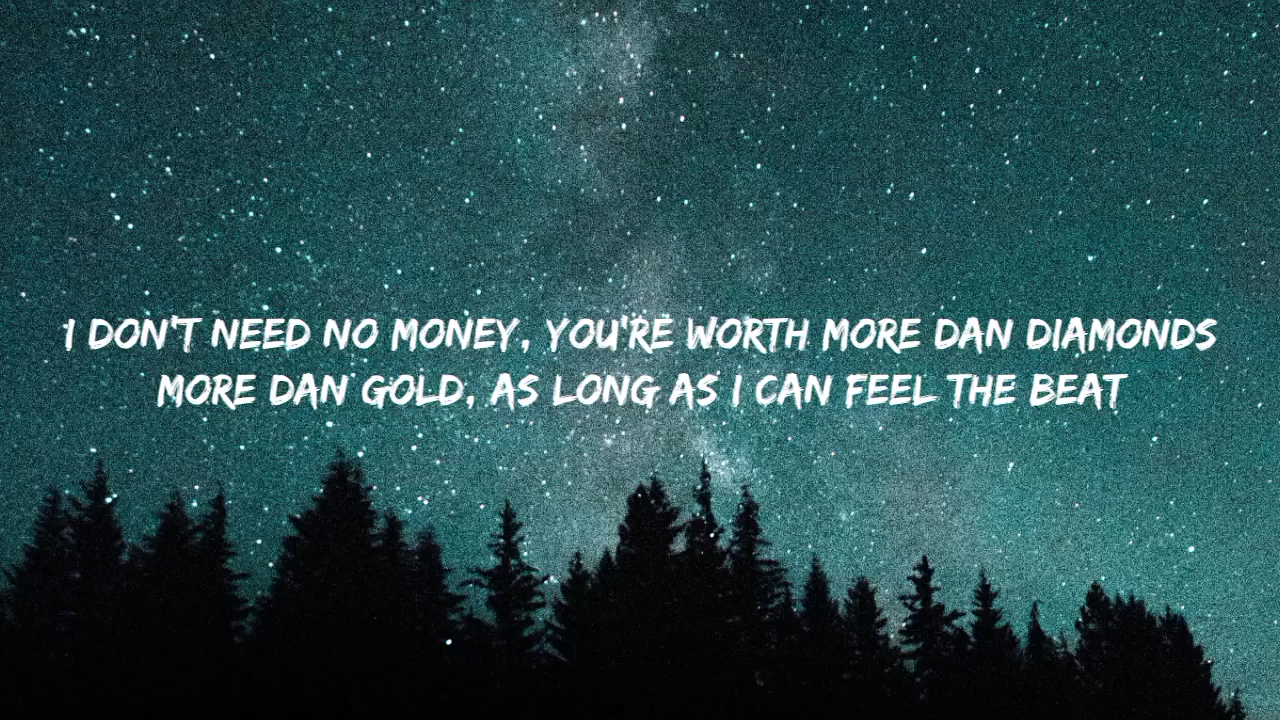 I DON'T NEED NO MONEY, YOU'RE WORTH MORE DAN DIAMONDS
MORE DAN GOLD, AS LONG AS I CAN FEEL THE BEAT